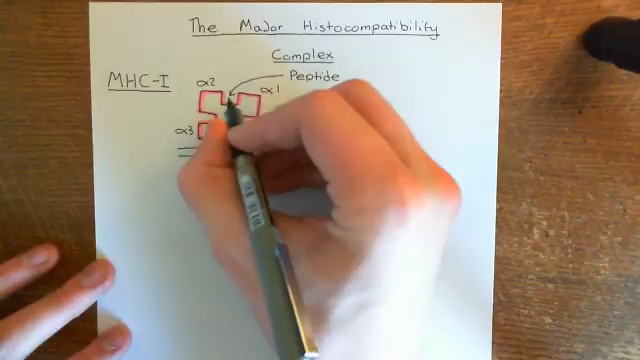 The Major Histocompatibility
Complex
MHC-I
α2
Peptide
α1
α3